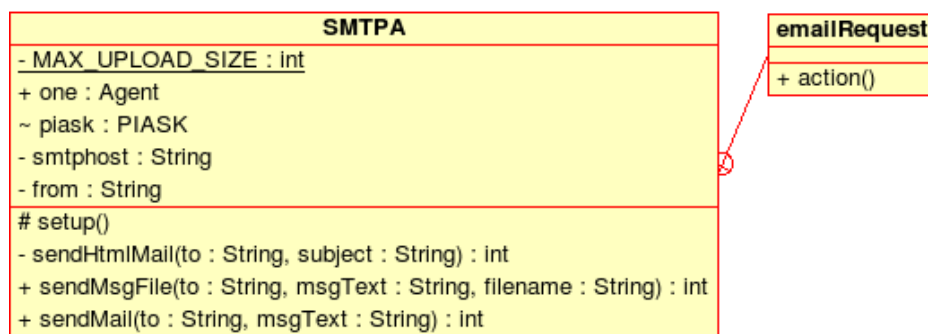 SMTPA
- MAX_UPLOAD_SIZE : int
+ one : Agent
~ piask : PIASK
- smtphost : String
- from : String
# setup()
- sendHtmlMail(to : String, subject : String) : int
+ sendMsgFile(to : String, msgText : String, filename : String) : int
+ sendMail(to : String, msgText : String) : int
emailRequest
+ action()